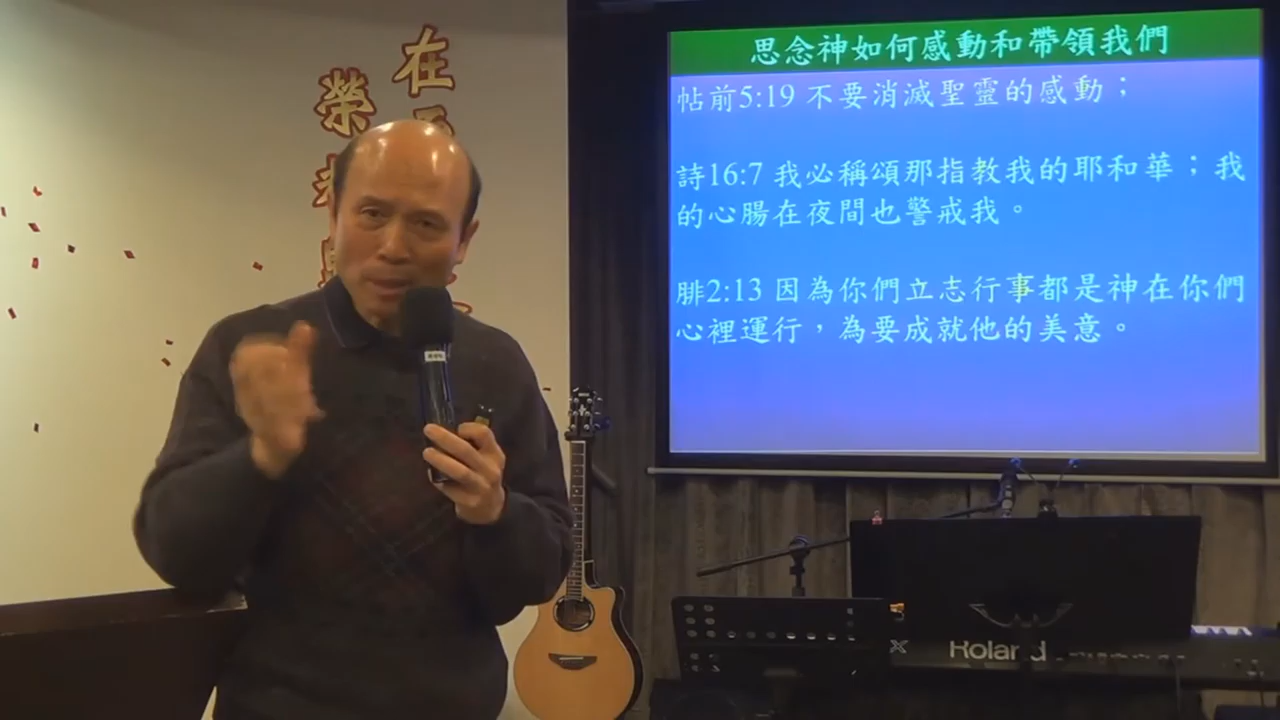 在
榮
思念神如何感動和帶領我們
帖前5:19 不要消滅聖靈的感動；
詩16:7 我必稱頌那指教我的耶和華；我
的心腸在夜間也警戒我。
腓2:13 因為你們立志行事都是神在你們
心裡運行，為要成就他的美意。
Roland